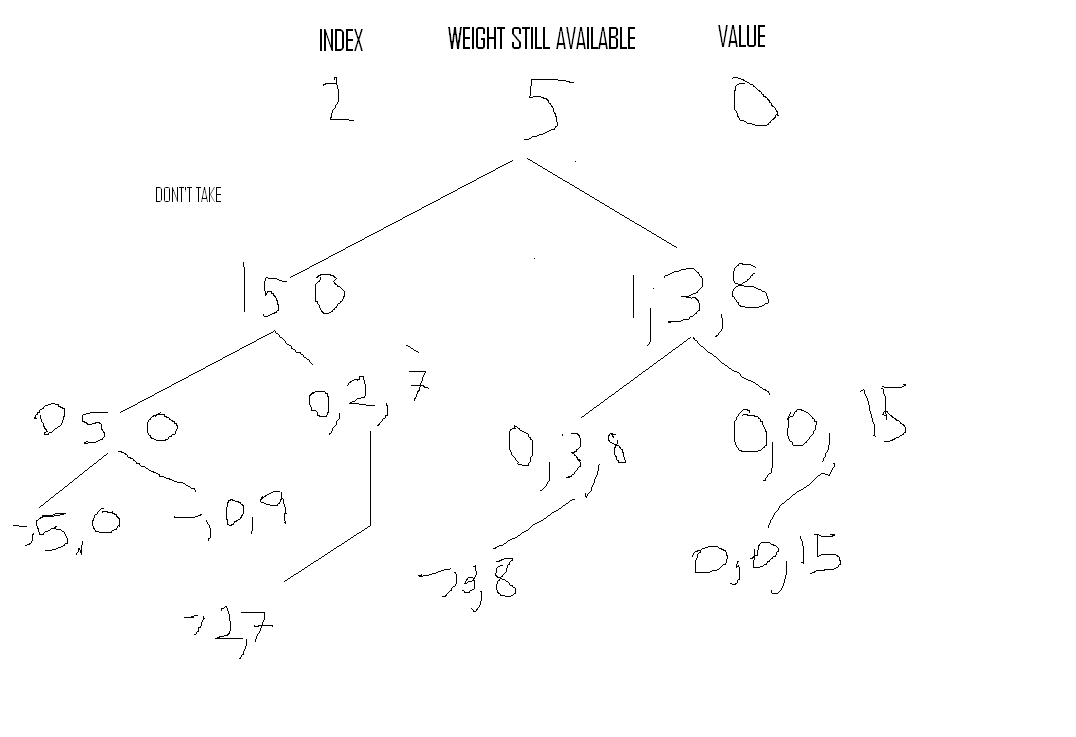 INDEX WEIGHT STILL AVAILABLE VALUE
2 5 0
DON'T TAKE
1 5 0 1,3,8
0 5 0 0,2,7 0,3,8 0,0,15
-,5,0 -,0,9 -,3,8 0,0,15
-,2,7